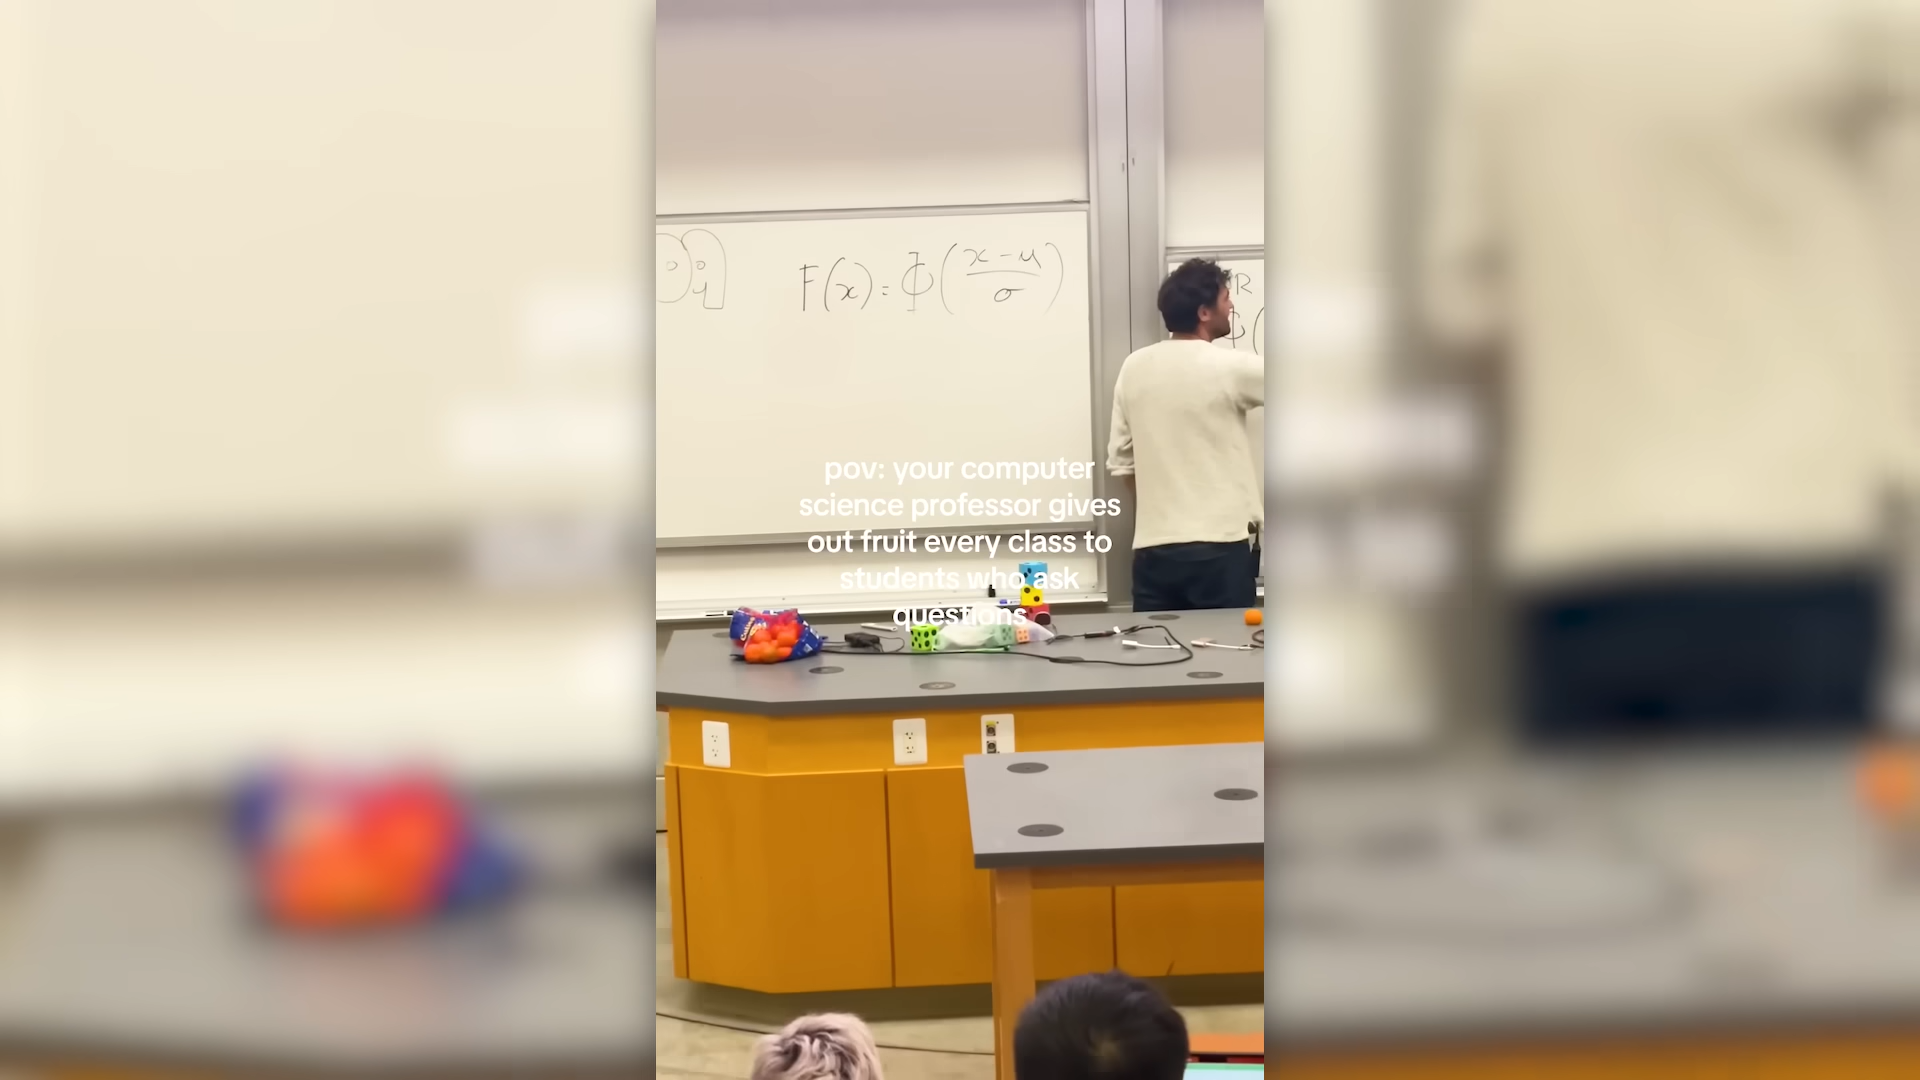 F(x) = Φ(x - μ / σ)
R
Φ(
pov: your computer
science professor gives
out fruit every class to
students who ask
questions